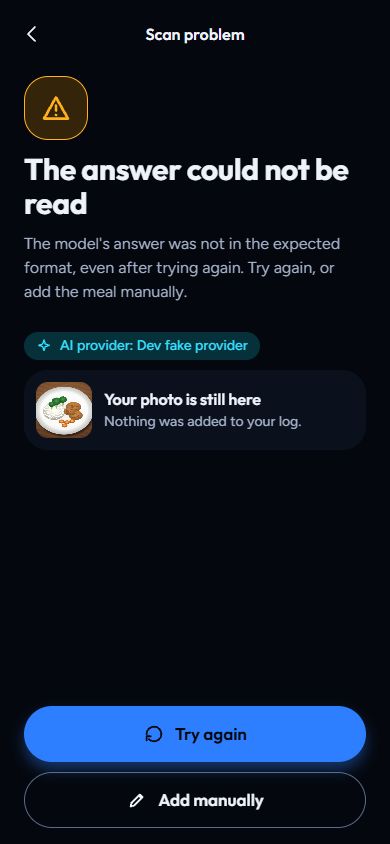 Scan problem
The answer could not be
read
The model's answer was not in the expected
format, even after trying again. Try again, or
add the meal manually.
AI provider: Dev fake provider
Your photo is still here
Nothing was added to your log.
Try again
Add manually